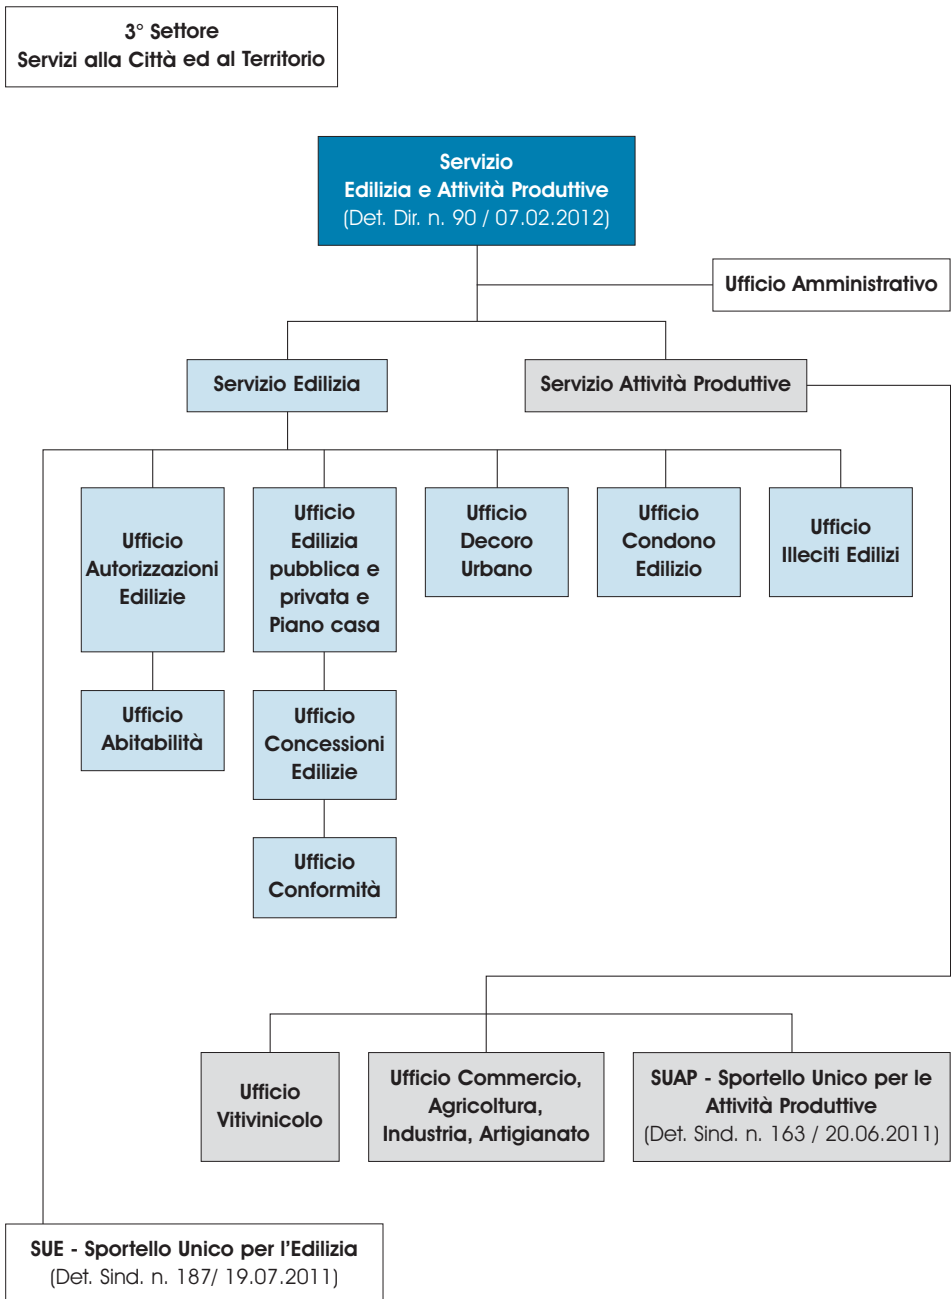 3° Settore
Servizi alla Città ed al Territorio
Servizio
Edilizia e Attività Produttive
(Det. Dir. n. 90 / 07.02.2012)
Ufficio Amministrativo
Servizio Edilizia
Servizio Attività Produttive
Ufficio
Autorizzazioni
Edilizie
Ufficio
Edilizia
pubblica e
privata e
Piano casa
Ufficio
Decoro
Urbano
Ufficio
Condono
Edilizio
Ufficio
Illeciti Edilizi
Ufficio
Abitabilità
Ufficio
Concessioni
Edilizie
Ufficio
Conformità
Ufficio
Vitivinicolo
Ufficio Commercio,
Agricoltura,
Industria, Artigianato
SUAP - Sportello Unico per le
Attività Produttive
(Det. Sind. n. 163 / 20.06.2011)
SUE - Sportello Unico per l'Edilizia
(Det. Sind. n. 187/ 19.07.2011)